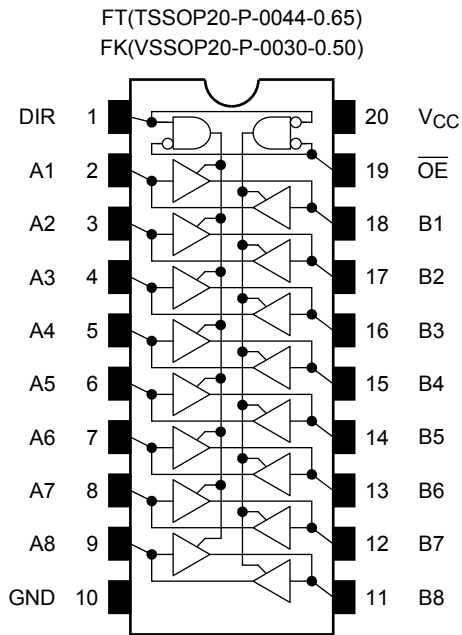 FT(TSSOP20-P-0044-0.65)
FK(VSSOP20-P-0030-0.50)
DIR 1 20 VCC
A1 2 19 OE
A2 3 18 B1
A3 4 17 B2
A4 5 16 B3
A5 6 15 B4
A6 7 14 B5
A7 8 13 B6
A8 9 12 B7
GND 10 11 B8